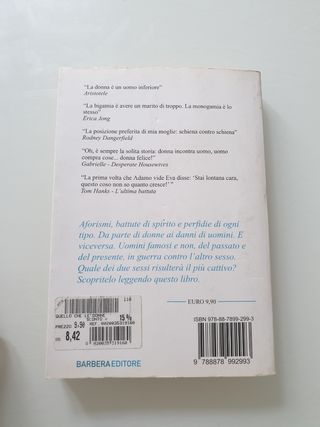 “La donna è un uomo inferiore”
Aristotele
“La bigamia è avere un marito di troppo. La monogamia è lo
stesso”
Erica Jong
“La posizione preferita di mia moglie: schiena contro schiena”
Rodney Dangerfield
“Oh, è sempre la solita storia: donna incontra uomo, uomo
compra cose... donna felice!”
Gabrielle - Desperate Housewives
“La prima volta che Adamo vide Eva disse: ‘Stai lontana cara,
questo coso non so quanto cresce!’ ”
Tom Hanks - L'ultima battuta
Aforismi, battute di spirito e perfidie di ogni
tipo. Da parte di donne ai danni di uomini. E
viceversa. Uomini famosi e non, del passato e
del presente, in guerra contro l'altro sesso.
Quale dei due sessi risulterà il più cattivo?
Scopritelo leggendo questo libro.
EURO 9,90
QUELLO CHE LE DONNE
SCONTO 15%
PREZZO 9.90
8,42
ISBN 978-88-7899-299-3
9 788878 992993
BARBERA EDITORE